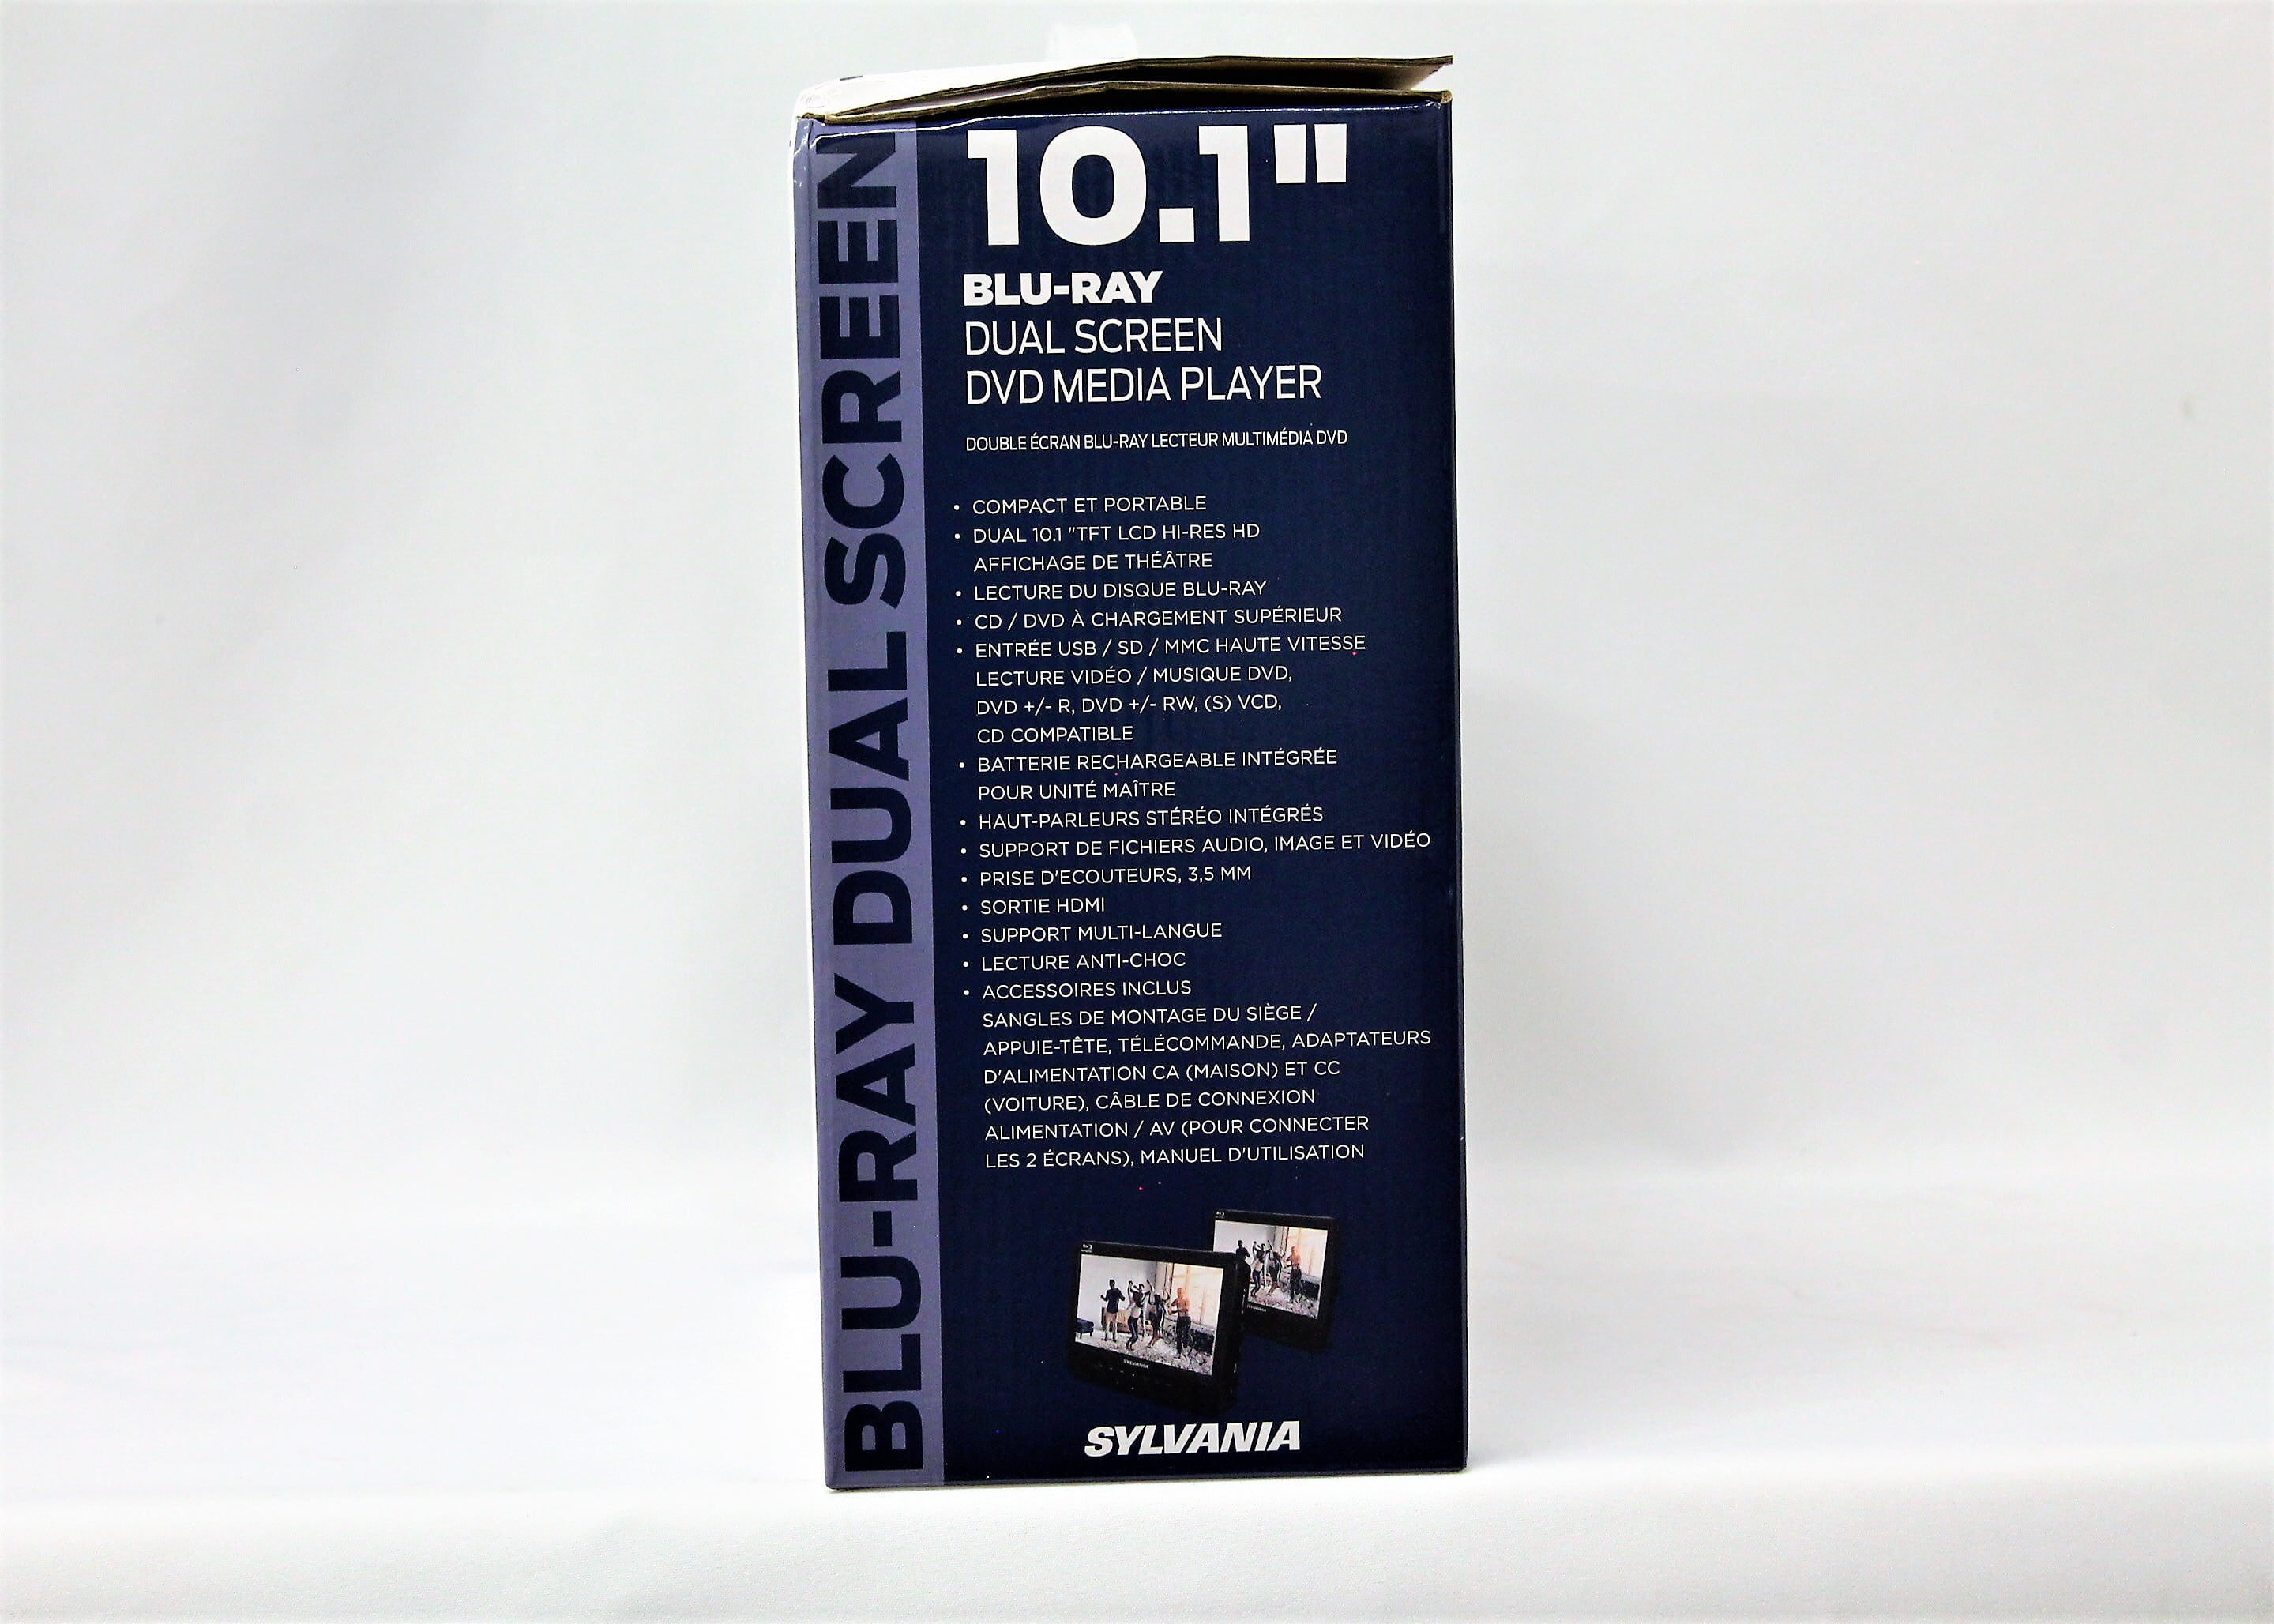 BLU-RAY DUAL SCREEN
10.1"
BLU-RAY
DUAL SCREEN
DVD MEDIA PLAYER
DOUBLE ÉCRAN BLU-RAY LECTEUR MULTIMÉDIA DVD
• COMPACT ET PORTABLE
• DUAL 10.1 "TFT LCD HI-RES HD
AFFICHAGE DE THÉÂTRE
• LECTURE DU DISQUE BLU-RAY
• CD / DVD À CHARGEMENT SUPÉRIEUR
• ENTRÉE USB / SD / MMC HAUTE VITESSE
LECTURE VIDÉO / MUSIQUE DVD,
DVD +/- R, DVD +/- RW, (S) VCD,
CD COMPATIBLE
• BATTERIE RECHARGEABLE INTÉGRÉE
POUR UNITÉ MAÎTRE
• HAUT-PARLEURS STÉRÉO INTÉGRÉS
• SUPPORT DE FICHIERS AUDIO, IMAGE ET VIDÉO
• PRISE D'ECOUTEURS, 3,5 MM
• SORTIE HDMI
• SUPPORT MULTI-LANGUE
• LECTURE ANTI-CHOC
• ACCESSOIRES INCLUS
SANGLES DE MONTAGE DU SIÈGE /
APPUIE-TÊTE, TÉLÉCOMMANDE, ADAPTATEURS
D'ALIMENTATION CA (MAISON) ET CC
(VOITURE), CÂBLE DE CONNEXION
ALIMENTATION / AV (POUR CONNECTER
LES 2 ÉCRANS), MANUEL D'UTILISATION
SYLVANIA
SYLVANIA
SYLVANIA